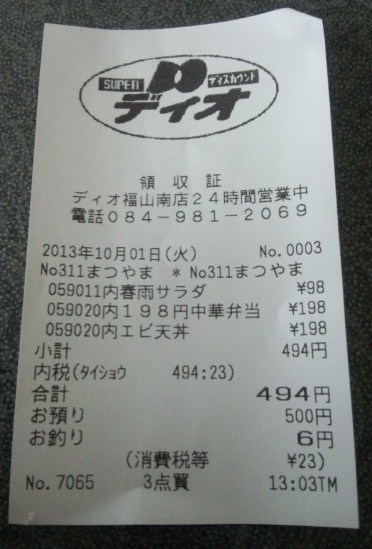 SUPER D ディスカウント
ディオ
領収証
ディオ福山南店24時間営業中
電話084-981-2069
2013年10月01日(火) No.0003
No311まつやま * No311まつやま
059011内春雨サラダ ¥98
059020内198円中華弁当 ¥198
059020内エビ天丼 ¥198
小計 494円
内税(タイショウ 494:23)
合計 494円
お預り 500円
お釣り 6円
(消費税等 ¥23)
No.7065 3点買 13:03TM